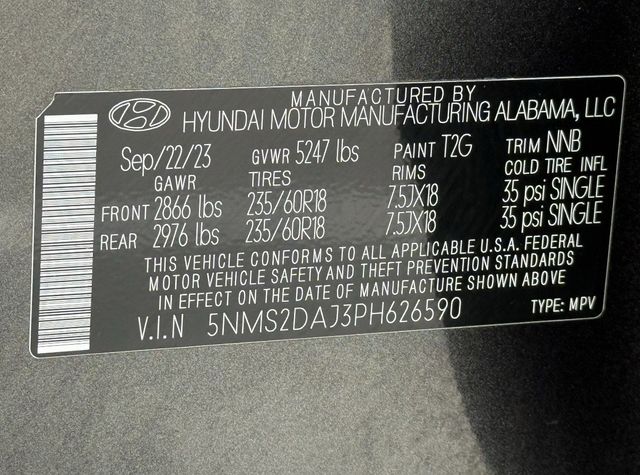 MANUFACTURED BY
HYUNDAI MOTOR MANUFACTURING ALABAMA, LLC
Sep/22/23 GVWR 5247 lbs PAINT T2G TRIM NNB
GAWR TIRES RIMS COLD TIRE INFL
FRONT 2866 lbs 235/60R18 7.5JX18 35 psi SINGLE
REAR 2976 lbs 235/60R18 7.5JX18 35 psi SINGLE
THIS VEHICLE CONFORMS TO ALL APPLICABLE U.S.A. FEDERAL
MOTOR VEHICLE SAFETY AND THEFT PREVENTION STANDARDS
IN EFFECT ON THE DATE OF MANUFACTURE SHOWN ABOVE
V.I.N 5NMS2DAJ3PH626590 TYPE: MPV